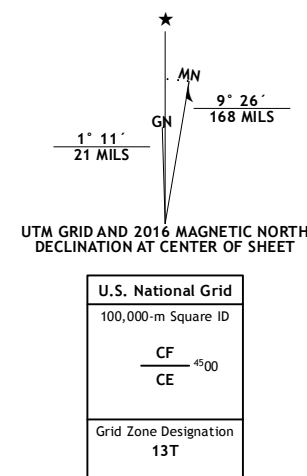 MN
GN
9° 26´
168 MILS
1° 11´
21 MILS
UTM GRID AND 2016 MAGNETIC NORTH
DECLINATION AT CENTER OF SHEET
U.S. National Grid
100,000-m Square ID
CF
4500
CE
Grid Zone Designation
13T